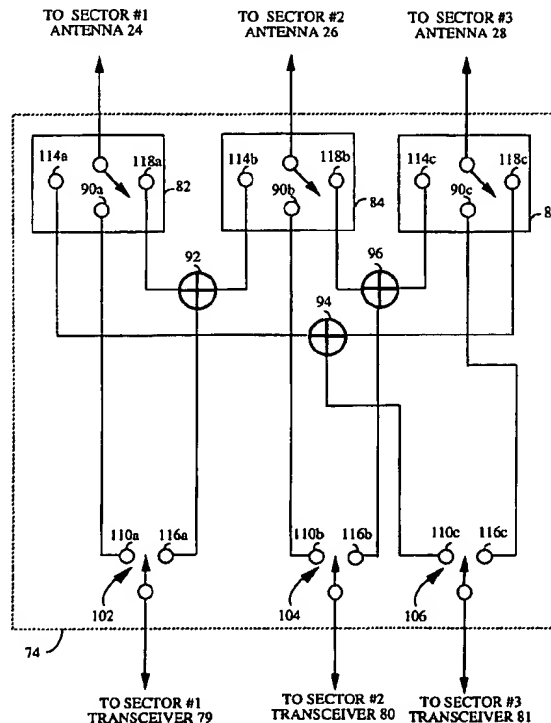 TO SECTOR #1
ANTENNA 24
TO SECTOR #2
ANTENNA 26
TO SECTOR #3
ANTENNA 28
114a
118a
90a
82
114b
118b
90b
84
114c
118c
90c
92
96
94
110a
116a
102
110b
116b
104
110c
116c
106
74
TO SECTOR #1
TRANSCEIVER 79
TO SECTOR #2
TRANSCEIVER 80
TO SECTOR #3
TRANSCEIVER 81